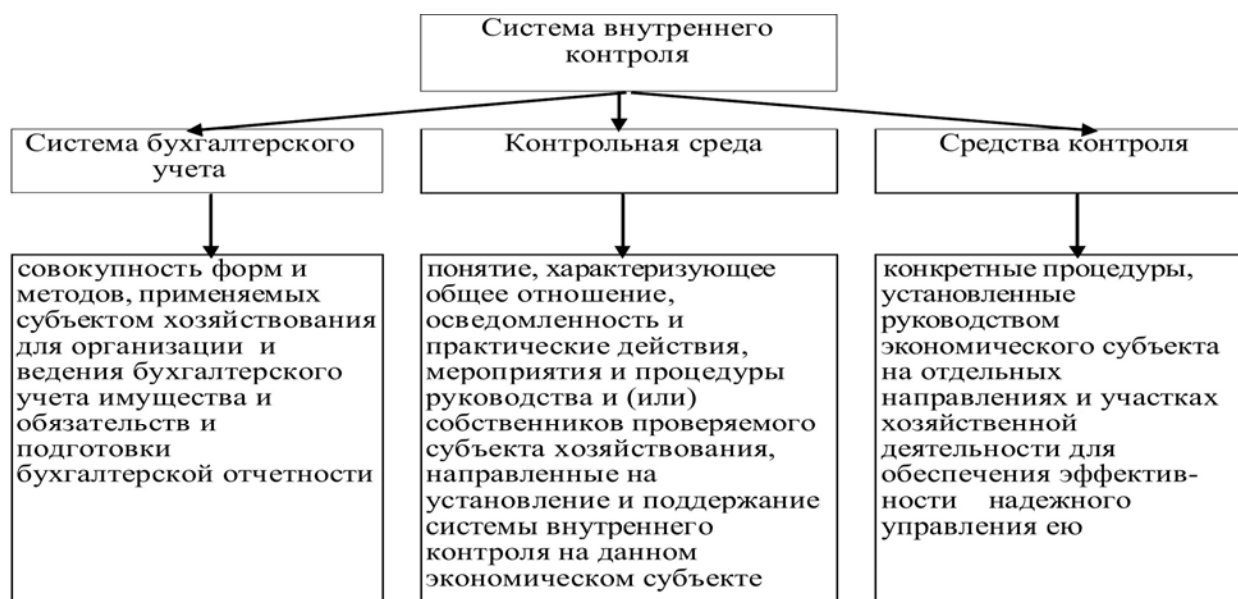 Система внутреннего
контроля
Система бухгалтерского
учета
Контрольная среда
Средства контроля
совокупность форм и
методов, применяемых
субъектом хозяйствования
для организации и
ведения бухгалтерского
учета имущества и
обязательств и
подготовки
бухгалтерской отчетности
понятие, характеризующее
общее отношение,
осведомленность и
практические действия,
мероприятия и процедуры
руководства и (или)
собственников проверяемого
субъекта хозяйствования,
направленные на
установление и поддержание
системы внутреннего
контроля на данном
экономическом субъекте
конкретные процедуры,
установленные
руководством
экономического субъекта
на отдельных
направлениях и участках
хозяйственной
деятельности для
обеспечения эффектив-
ности надежного
управления ею